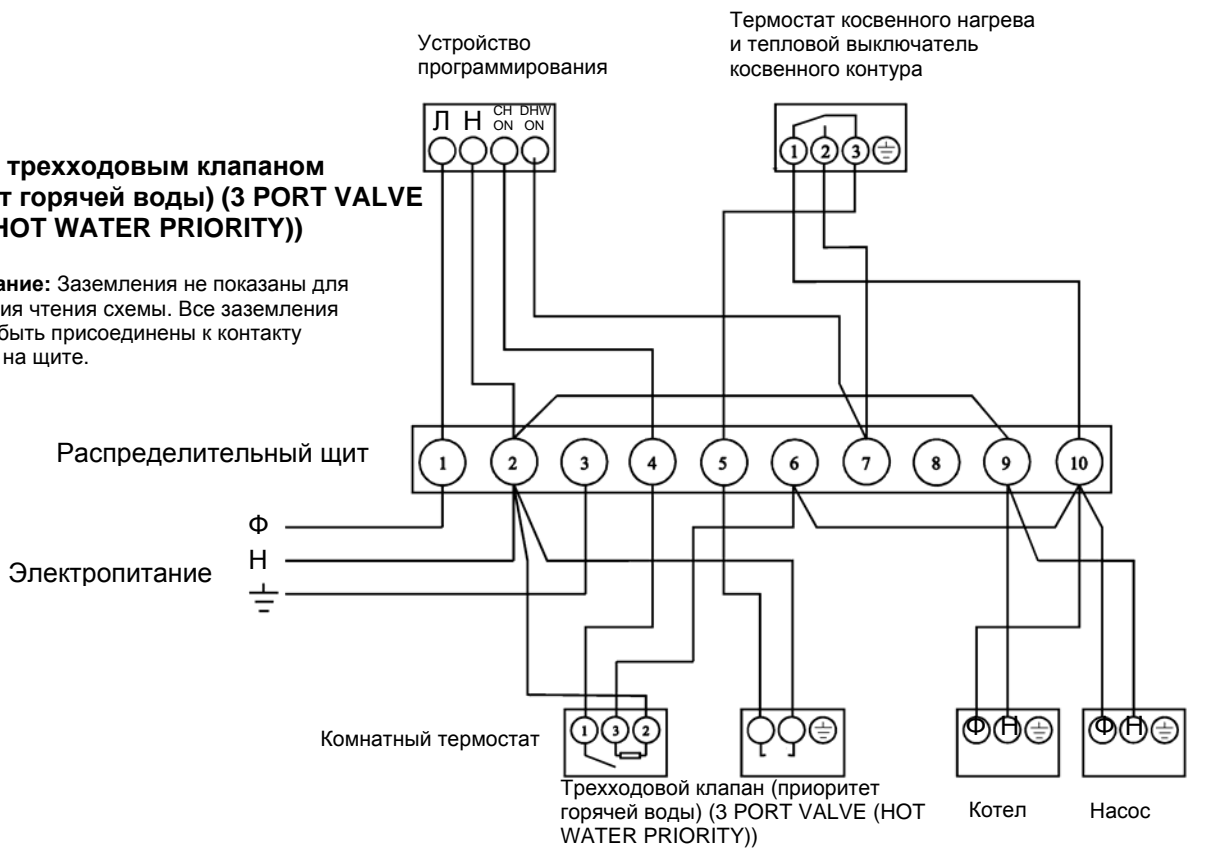 Термостат косвенного нагрева
и тепловой выключатель
косвенного контура
Устройство
программирования
Л Н CH ON DHW ON
1 2 3
трехходовым клапаном
т горячей воды) (3 PORT VALVE
HOT WATER PRIORITY))
ание: Заземления не показаны для
ия чтения схемы. Все заземления
быть присоединены к контакту
на щите.
Распределительный щит
1 2 3 4 5 6 7 8 9 10
Ф
Н
Электропитание
1 3 2
Ф Н
Ф Н
Комнатный термостат
Трехходовой клапан (приоритет
горячей воды) (3 PORT VALVE (HOT
WATER PRIORITY))
Котел
Насос